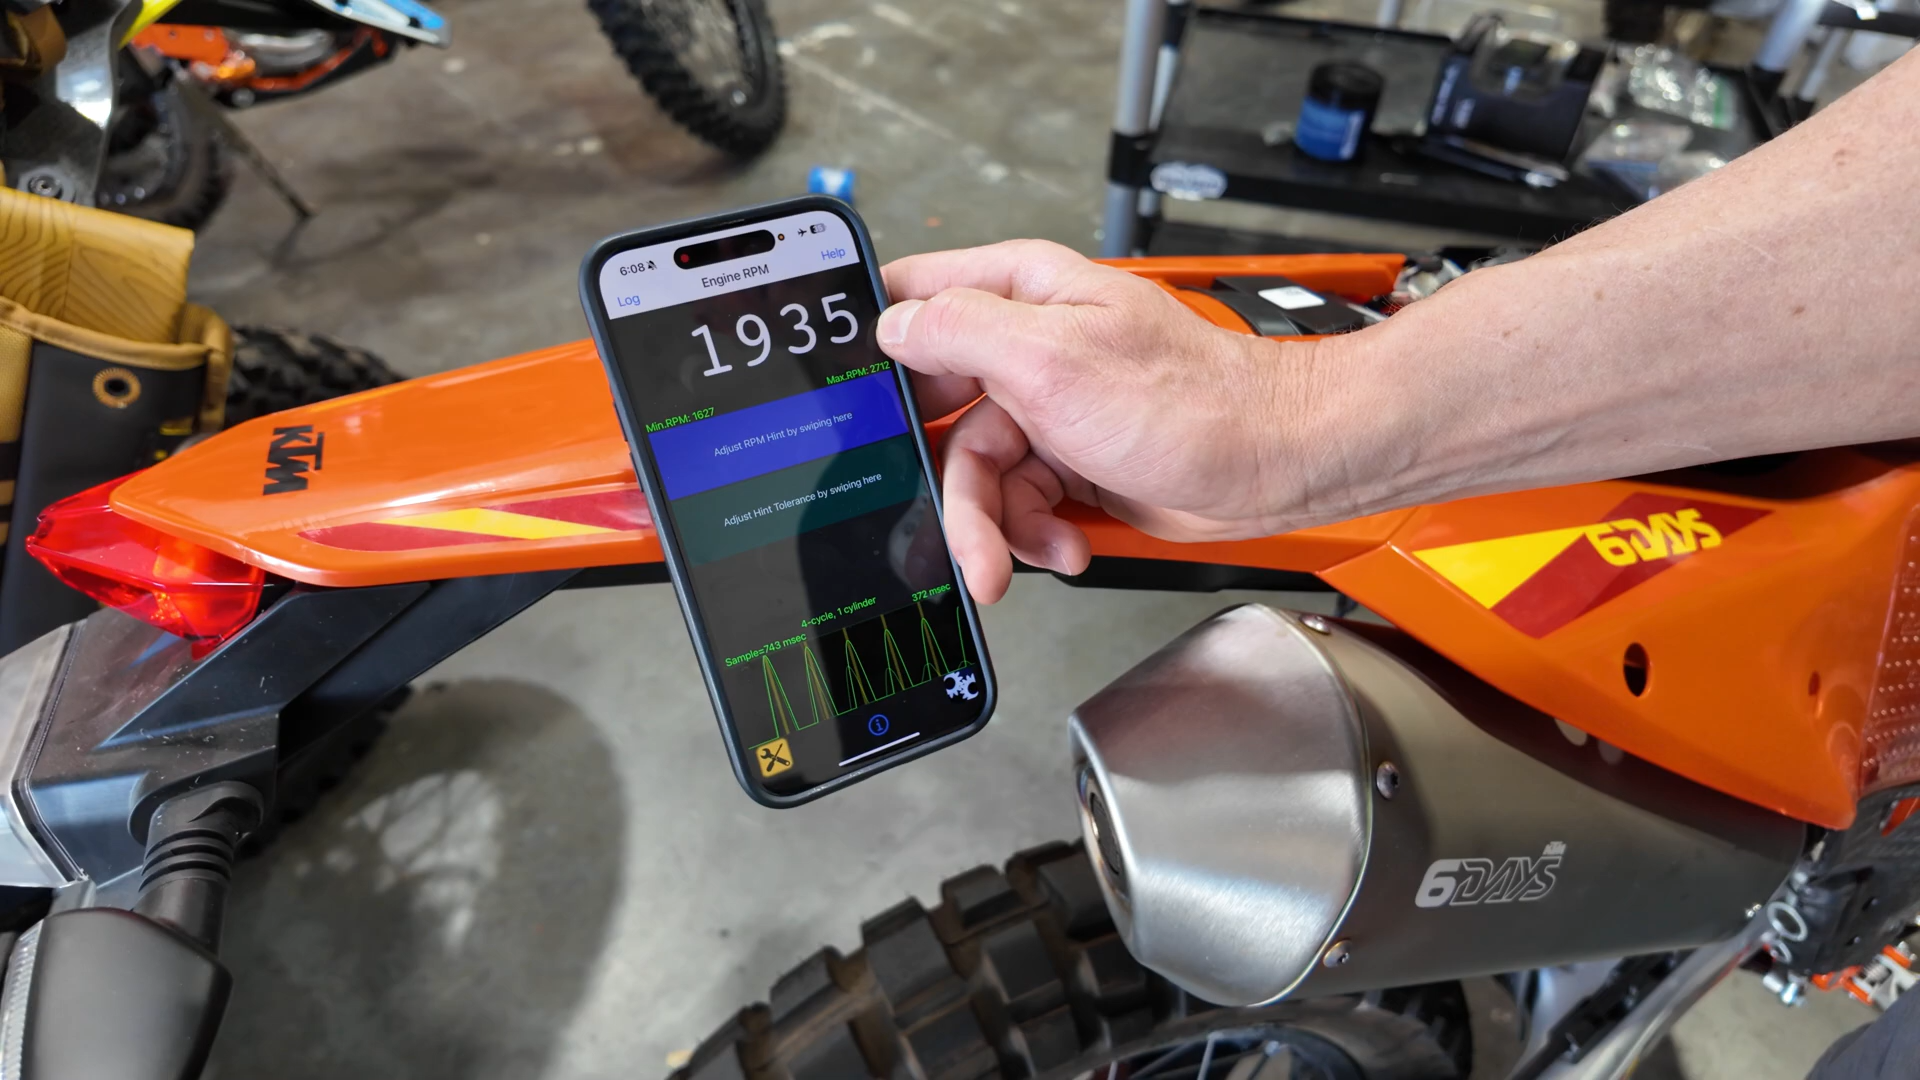 6:08
Engine RPM
Help
Log
1935
Max.RPM: 2712
Min.RPM: 1627
Adjust RPM Hint by swiping here
Adjust Hint Tolerance by swiping here
372 msec
4-cycle, 1 cylinder
Sample=743 msec
KTM
6DAYS
KTM
6DAYS